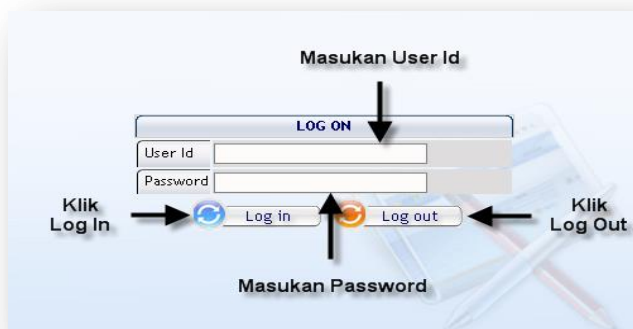 Masukan User Id
LOG ON
User Id
Password
Klik
Log In
Log in
Log out
Klik
Log Out
Masukan Password